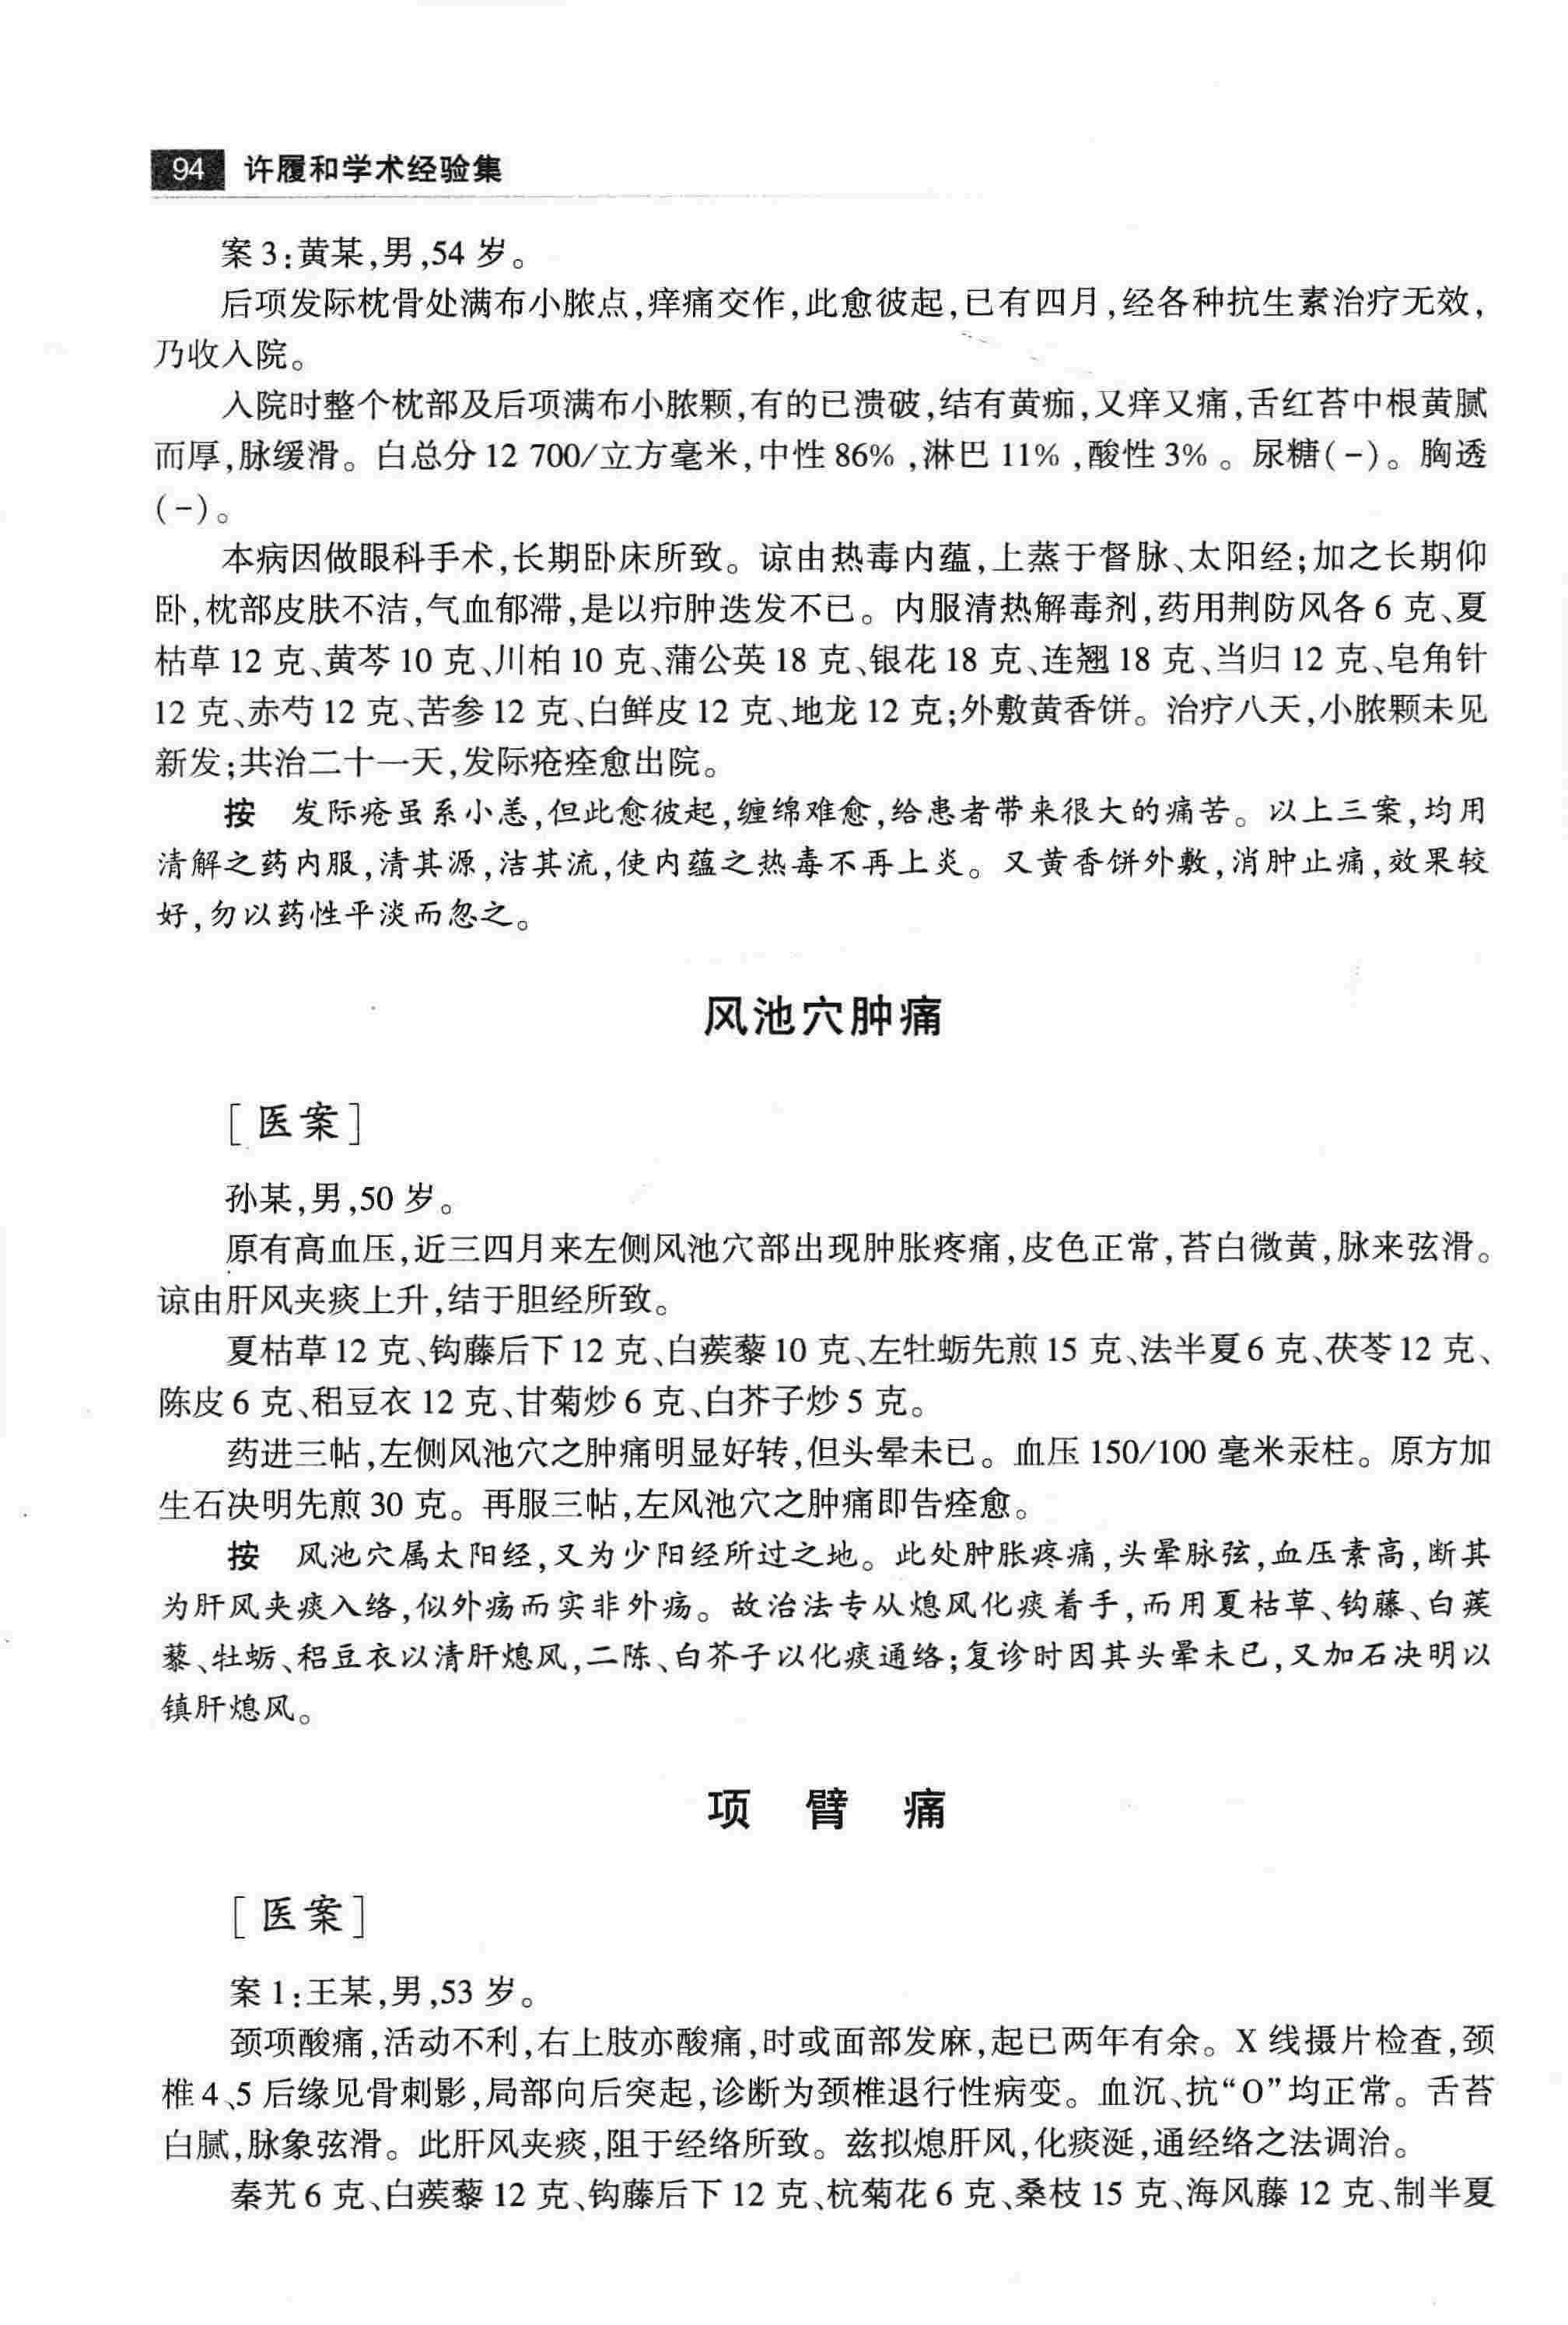 94 许履和学术经验集
案3:黄某,男,54岁。
后项发际枕骨处满布小脓点,痒痛交作,此愈彼起,已有四月,经各种抗生素治疗无效,
乃收入院。
入院时整个枕部及后项满布小脓颗,有的已溃破,结有黄痂,又痒又痛,舌红苔中根黄腻
而厚,脉缓滑。白总分12 700/立方毫米,中性86%,淋巴11%,酸性3%。尿糖(-)。胸透
(-)。
本病因做眼科手术,长期卧床所致。谅由热毒内蕴,上蒸于督脉、太阳经;加之长期仰
卧,枕部皮肤不洁,气血郁滞,是以疖肿迭发不已。内服清热解毒剂,药用荆防风各6克、夏
枯草12克、黄芩10克、川柏10克、蒲公英18克、银花18克、连翘18克、当归12克、皂角针
12克、赤芍12克、苦参12克、白鲜皮12克、地龙12克;外敷黄香饼。治疗八天,小脓颗未见
新发;共治二十一天,发际疮痊愈出院。
按 发际疮虽系小恙,但此愈彼起,缠绵难愈,给患者带来很大的痛苦。以上三案,均用
清解之药内服,清其源,洁其流,使内蕴之热毒不再上炎。又黄香饼外敷,消肿止痛,效果较
好,勿以药性平淡而忽之。
风池穴肿痛
[医案]
孙某,男,50岁。
原有高血压,近三四月来左侧风池穴部出现肿胀疼痛,皮色正常,苔白微黄,脉来弦滑。
谅由肝风夹痰上升,结于胆经所致。
夏枯草12克、钩藤后下12克、白蒺藜10克、左牡蛎先煎15克、法半夏6克、茯苓12克、
陈皮6克、稆豆衣12克、甘菊炒6克、白芥子炒5克。
药进三帖,左侧风池穴之肿痛明显好转,但头晕未已。血压150/100毫米汞柱。原方加
生石决明先煎30克。再服三帖,左风池穴之肿痛即告痊愈。
按 风池穴属太阳经,又为少阳经所过之地。此处肿胀疼痛,头晕脉弦,血压素高,断其
为肝风夹痰入络,似外疡而实非外疡。故治法专从熄风化痰着手,而用夏枯草、钩藤、白蒺
藜、牡蛎、稆豆衣以清肝熄风,二陈、白芥子以化痰通络;复诊时因其头晕未已,又加石决明以
镇肝熄风。
项 臂 痛
[医案]
案1:王某,男,53岁。
颈项酸痛,活动不利,右上肢亦酸痛,时或面部发麻,起已两年有余。X线摄片检查,颈
椎4、5后缘见骨刺影,局部向后突起,诊断为颈椎退行性病变。血沉、抗“O”均正常。舌苔
白腻,脉象弦滑。此肝风夹痰,阻于经络所致。兹拟熄肝风,化痰涎,通经络之法调治。
秦艽6克、白蒺藜12克、钩藤后下12克、杭菊花6克、桑枝15克、海风藤12克、制半夏